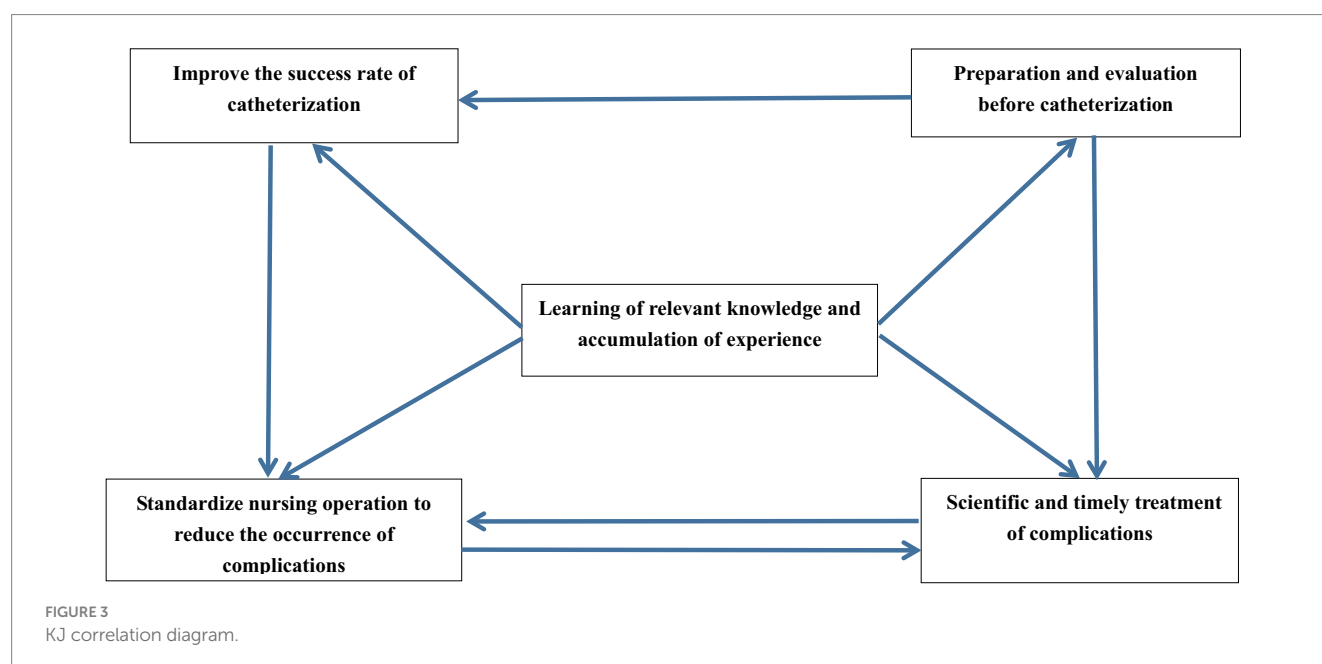 Improve the success rate of
catheterization
Preparation and evaluation
before catheterization
Learning of relevant knowledge and
accumulation of experience
Standardize nursing operation to
reduce the occurrence of
complications
Scientific and timely treatment
of complications
FIGURE 3
KJ correlation diagram.